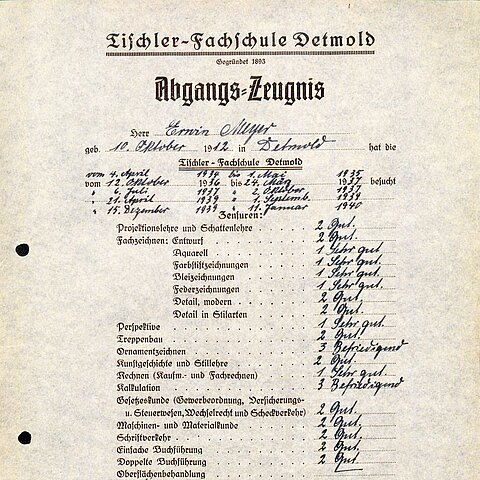 Tischler-Fachschule Detmold
Gegründet 1893
Abgangs-Zeugnis
Herr Erwin Meyer
geb. 10. Oktober 1912 in Detmold hat die
Tischler-Fachschule Detmold
vom 4. April 1934 bis 1. Mai 1935
vom 12. Oktober 1936 bis 24. März 1937 besucht
" 6. Juli 1937 " 2. Oktober 1937
" 21. April 1939 " 1. Septemb. 1939
" 15. Dezember 1939 " 11. Januar 1940
Zensuren:
Projektionslehre und Schattenlehre 2 Gut.
Fachzeichnen: Entwurf 2 Gut.
Aquarell 1 Sehr gut.
Farbstiftzeichnungen 1 Sehr gut.
Bleizeichnungen 1 Sehr gut.
Federzeichnungen 1 Sehr gut.
Detail, modern 2 Gut.
Detail in Stilarten 2 Gut.
Perspektive 1 Sehr gut.
Treppenbau 2 Gut.
Ornamentzeichnen 3 Befriedigend
Kunstgeschichte und Stillehre 2 Gut.
Rechnen (Kaufm.- und Fachrechnen) 1 Sehr gut
Kalkulation 3 Befriedigend
Gesetzeskunde (Gewerbeordnung, Versicherungs-
u. Steuerwesen, Wechselrecht und Scheckverkehr) 2 Gut.
Maschinen- und Materialkunde 2 Gut.
Schriftverkehr 2 Gut.
Einfache Buchführung 2 Gut.
Doppelte Buchführung 2 Gut.
Oberflächenbehandlung